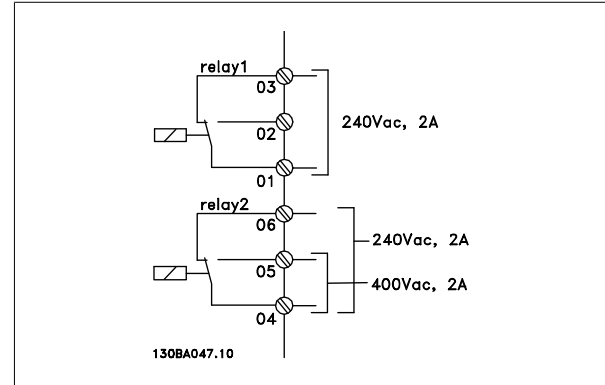 relay1
03
02
240Vac, 2A
01
relay2
06
240Vac, 2A
05
400Vac, 2A
04
130BA047.10